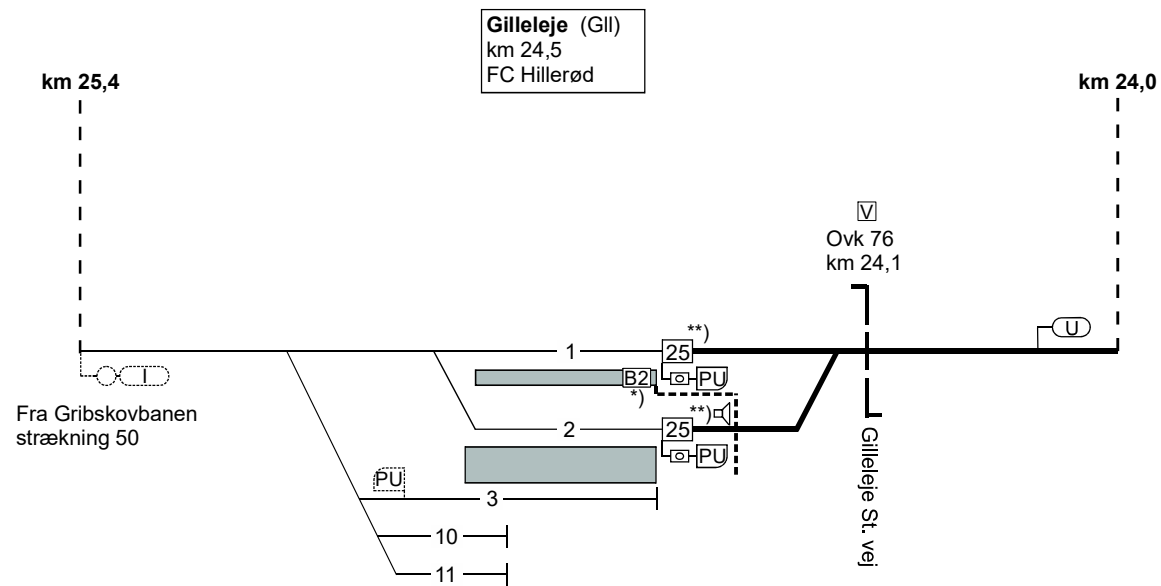 Gilleleje (Gll)
km 24,5
FC Hillerød
km 25,4
km 24,0
V
Ovk 76
km 24,1
U
1
25
**)
I
B2
*)
PU
Fra Gribskovbanen
strækning 50
2
25
**)
PU
Gilleleje St. vej
PU
3
10
11